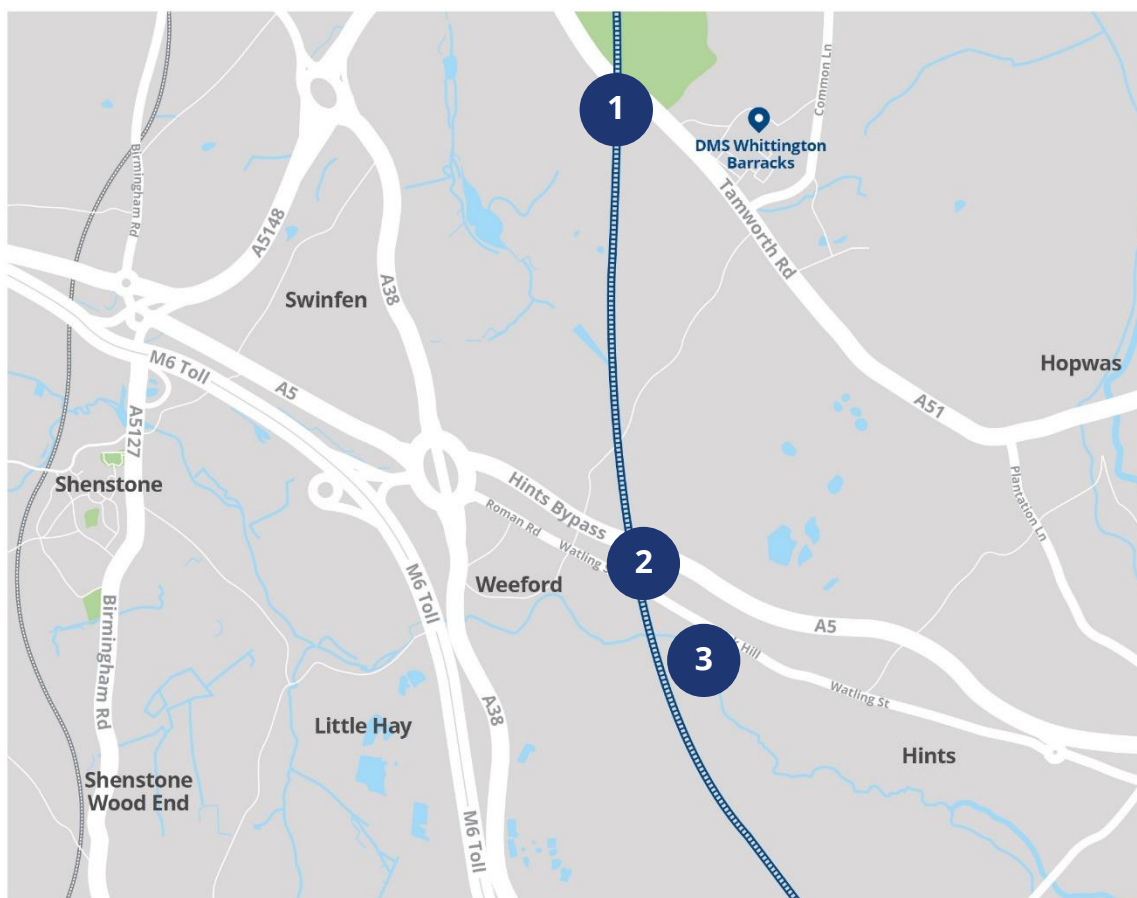 1
Common Ln
DMS Whittington
Barracks
Birmingham Rd
A5148
Tamworth Rd
A38
Swinfen
Hopwas
M6 Toll
A5
A51
A5127
Shenstone
Hints Bypass
Roman Rd
Watling
Plantation Ln
2
Weeford
M6 Toll
A5
Birmingham Rd
3
Hill
Watling St
A38
Little Hay
Hints
Shenstone
Wood End
M6 Toll